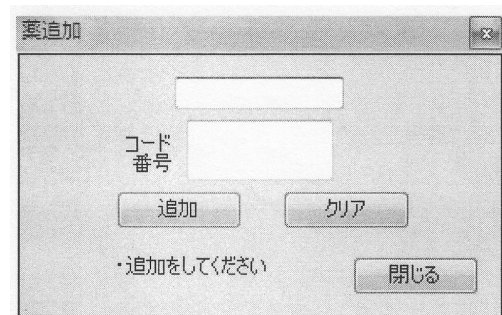 薬追加
コード
番号
追加
クリア
・追加をしてください
閉じる